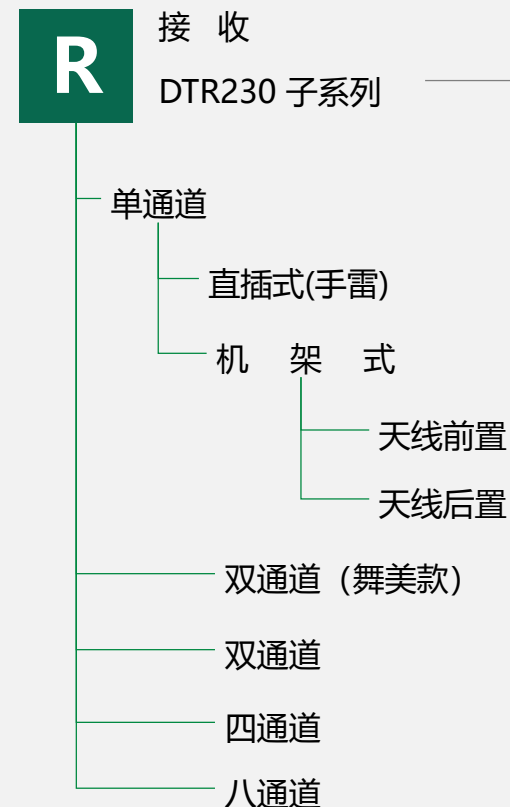 R
接 收
DTR230 子系列
单通道
直插式(手雷)
机 架 式
天线前置
天线后置
双通道（舞美款）
双通道
四通道
八通道